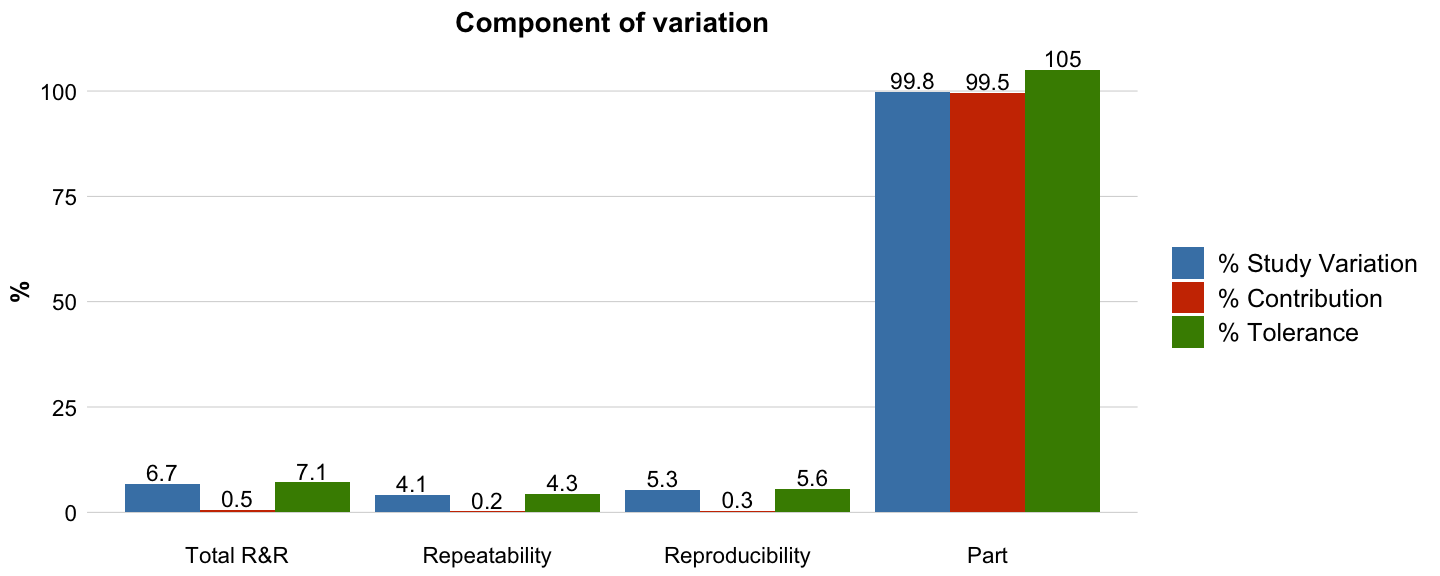 Component of variation
%
100
75
50
25
0
6.7
0.5
7.1
4.1
0.2
4.3
5.3
0.3
5.6
99.8
99.5
105
Total R&R
Repeatability
Reproducibility
Part
% Study Variation
% Contribution
% Tolerance